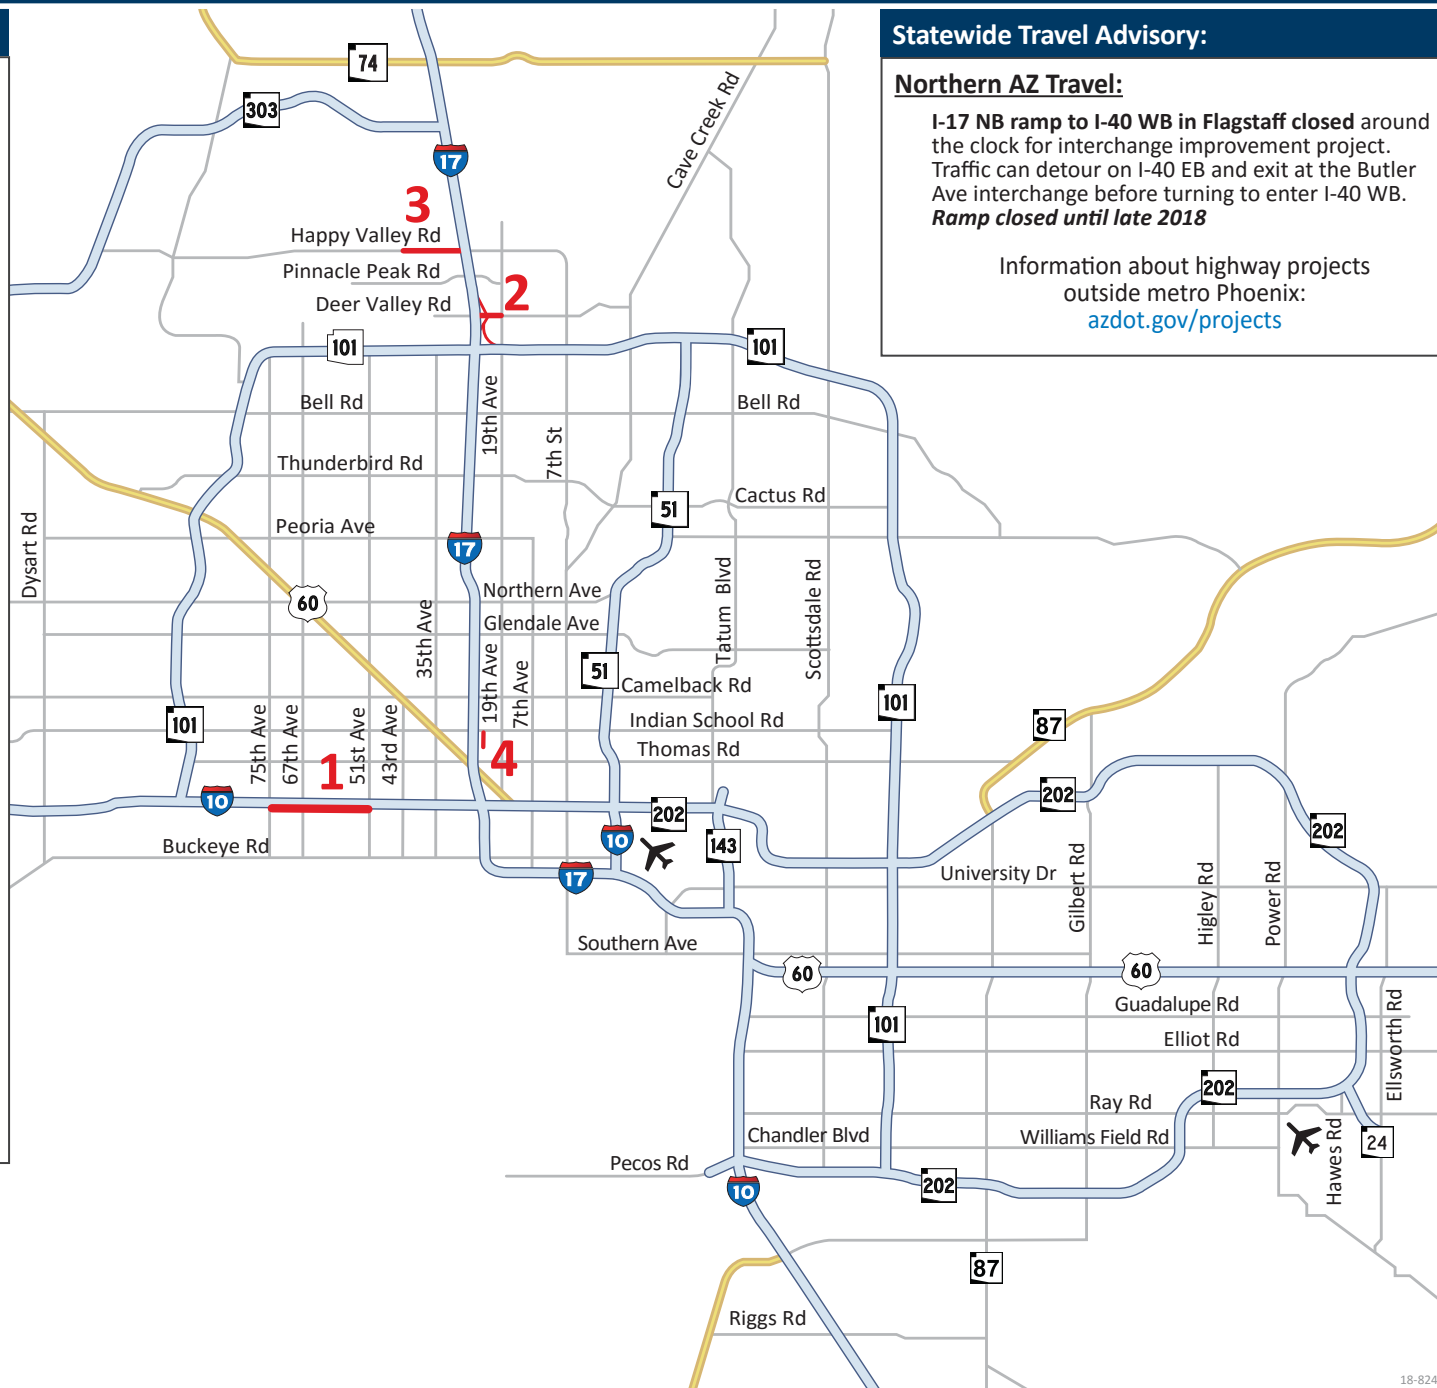 Statewide Travel Advisory:
Northern AZ Travel:
I-17 NB ramp to I-40 WB in Flagstaff closed around
the clock for interchange improvement project.
Traffic can detour on I-40 EB and exit at the Butler
Ave interchange before turning to enter I-40 WB.
Ramp closed until late 2018
Information about highway projects
outside metro Phoenix:
azdot.gov/projects
74
303
17
Cave Creek Rd
3
Happy Valley Rd
Pinnacle Peak Rd
2
Deer Valley Rd
101
101
Bell Rd
19th Ave
Bell Rd
7th St
Thunderbird Rd
Cactus Rd
51
Peoria Ave
17
Dysart Rd
60
Northern Ave
Glendale Ave
35th Ave
Tatum Blvd
Scottsdale Rd
51
Camelback Rd
19th Ave
7th Ave
101
101
Indian School Rd
87
Thomas Rd
75th Ave
67th Ave
1
51st Ave
43rd Ave
4
10
202
202
202
Buckeye Rd
10
143
17
University Dr
Gilbert Rd
Higley Rd
Power Rd
Southern Ave
60
60
Guadalupe Rd
101
Elliot Rd
Ellsworth Rd
202
Ray Rd
Chandler Blvd
Williams Field Rd
24
Hawes Rd
Pecos Rd
10
202
87
Riggs Rd
18-824